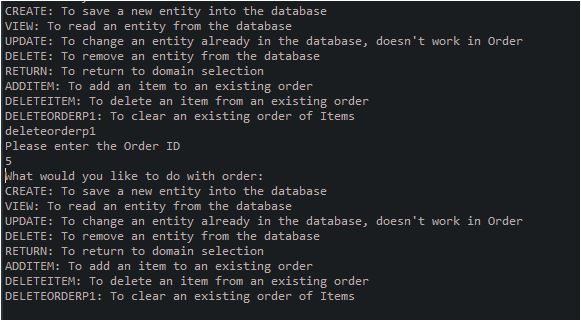 CREATE: To save a new entity into the database
VIEW: To read an entity from the database
UPDATE: To change an entity already in the database, doesn't work in Order
DELETE: To remove an entity from the database
RETURN: To return to domain selection
ADDITEM: To add an item to an existing order
DELETEITEM: To delete an item from an existing order
DELETEORDERP1: To clear an existing order of Items
deleteorderp1
Please enter the Order ID
5
What would you like to do with order:
CREATE: To save a new entity into the database
VIEW: To read an entity from the database
UPDATE: To change an entity already in the database, doesn't work in Order
DELETE: To remove an entity from the database
RETURN: To return to domain selection
ADDITEM: To add an item to an existing order
DELETEITEM: To delete an item from an existing order
DELETEORDERP1: To clear an existing order of Items